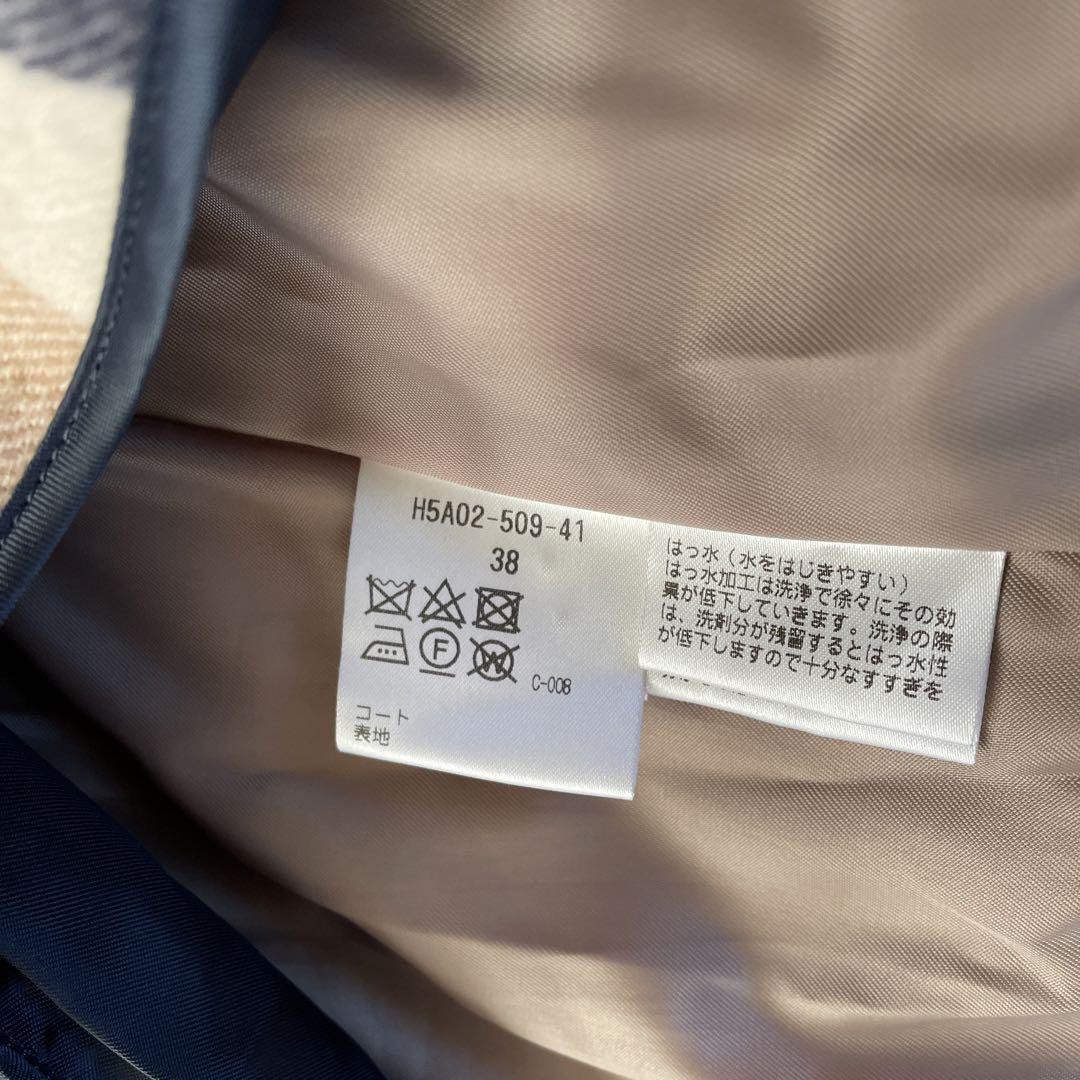 H5A02-509-41
38
F
W
C-008
コート
表地
はっ水（水をはじきやすい）
はっ水加工は洗浄で徐々にその効
果が低下していきます。洗浄の際
は、洗剤分が残留するとはっ水性
が低下しますので十分なすすぎを